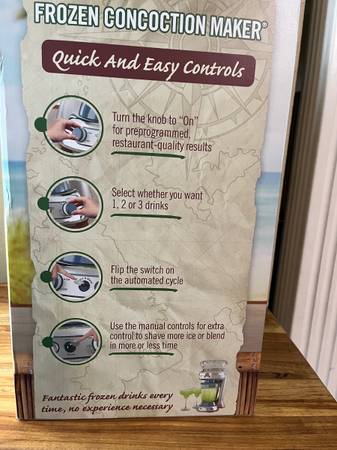 FROZEN CONCOCTION MAKER®
Quick And Easy Controls
Turn the knob to "On"
for preprogrammed,
restaurant-quality results
Select whether you want
1, 2 or 3 drinks
Flip the switch on
the automated cycle
Use the manual controls for extra
control to shave more ice or blend
in more or less time
Fantastic frozen drinks every
time, no experience necessary